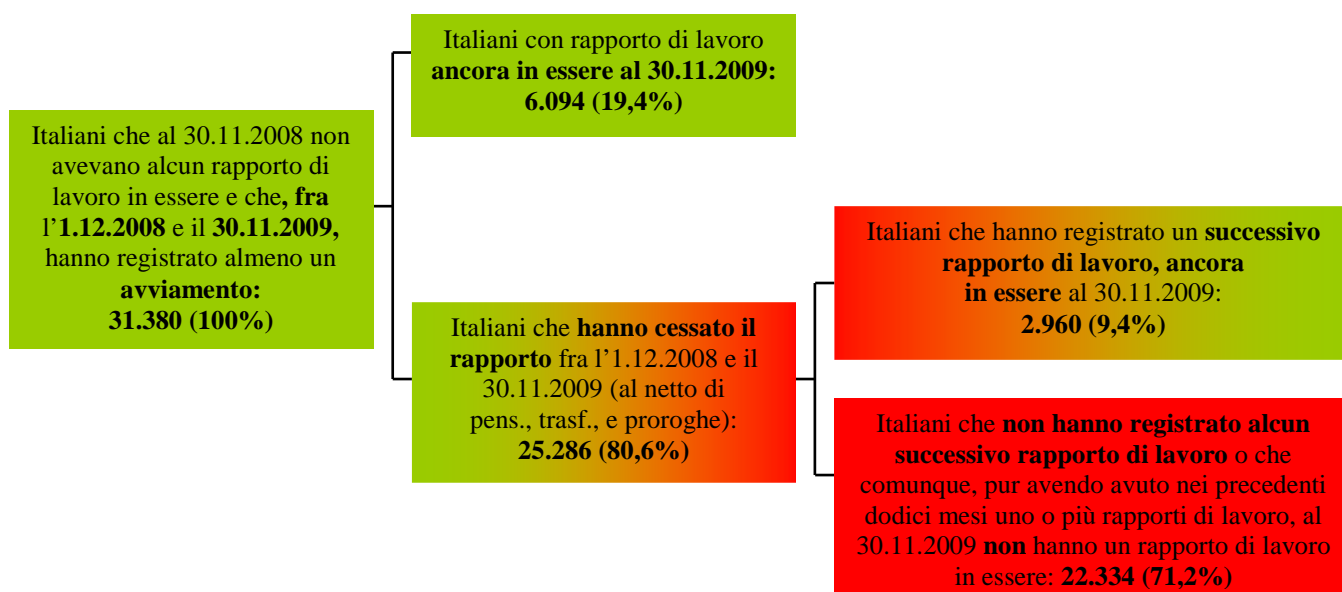 Italiani che al 30.11.2008 non
avevano alcun rapporto di
lavoro in essere e che, fra
l’1.12.2008 e il 30.11.2009,
hanno registrato almeno un
avviamento:
31.380 (100%)
Italiani con rapporto di lavoro
ancora in essere al 30.11.2009:
6.094 (19,4%)
Italiani che hanno cessato il
rapporto fra l’1.12.2008 e il
30.11.2009 (al netto di
pens., trasf., e proroghe):
25.286 (80,6%)
Italiani che hanno registrato un successivo
rapporto di lavoro, ancora
in essere al 30.11.2009:
2.960 (9,4%)
Italiani che non hanno registrato alcun
successivo rapporto di lavoro o che
comunque, pur avendo avuto nei precedenti
dodici mesi uno o più rapporti di lavoro, al
30.11.2009 non hanno un rapporto di lavoro
in essere: 22.334 (71,2%)